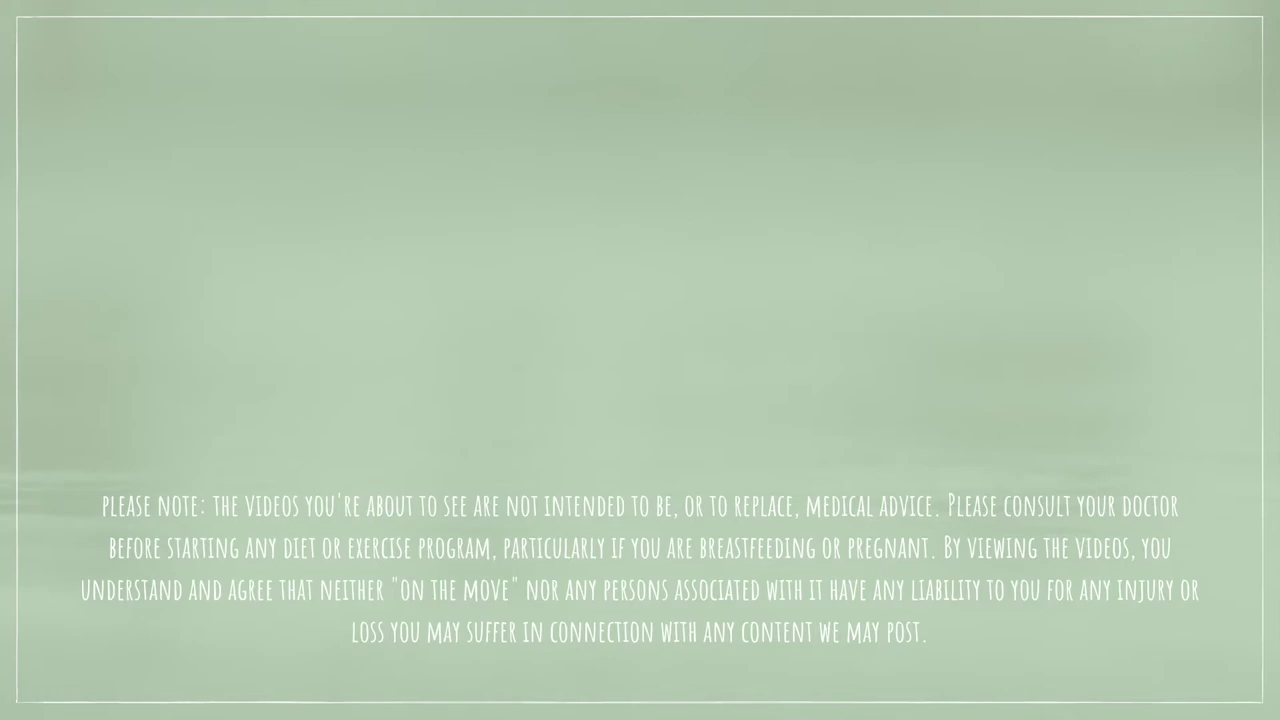 PLEASE NOTE: THE VIDEOS YOU'RE ABOUT TO SEE ARE NOT INTENDED TO BE, OR TO REPLACE, MEDICAL ADVICE. PLEASE CONSULT YOUR DOCTOR
BEFORE STARTING ANY DIET OR EXERCISE PROGRAM, PARTICULARLY IF YOU ARE BREASTFEEDING OR PREGNANT. BY VIEWING THE VIDEOS, YOU
UNDERSTAND AND AGREE THAT NEITHER "ON THE MOVE" NOR ANY PERSONS ASSOCIATED WITH IT HAVE ANY LIABILITY TO YOU FOR ANY INJURY OR
LOSS YOU MAY SUFFER IN CONNECTION WITH ANY CONTENT WE MAY POST.